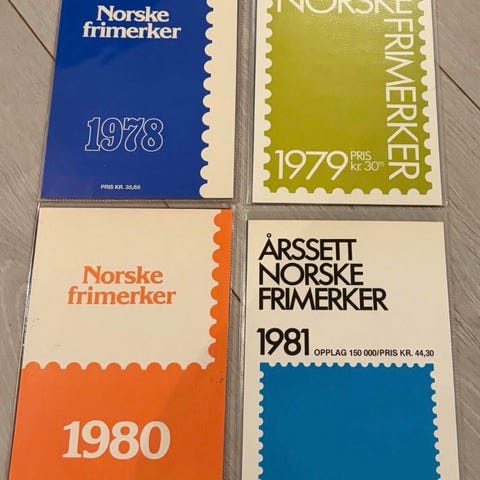 Norske
frimerker
1978
PRIS KR. 35,65
NORSKE
FRIMERKER
1979 PRIS
kr. 30⁰⁵
Norske
frimerker
1980
ÅRSSETT
NORSKE
FRIMERKER
1981 OPPLAG 150 000/PRIS KR. 44,30